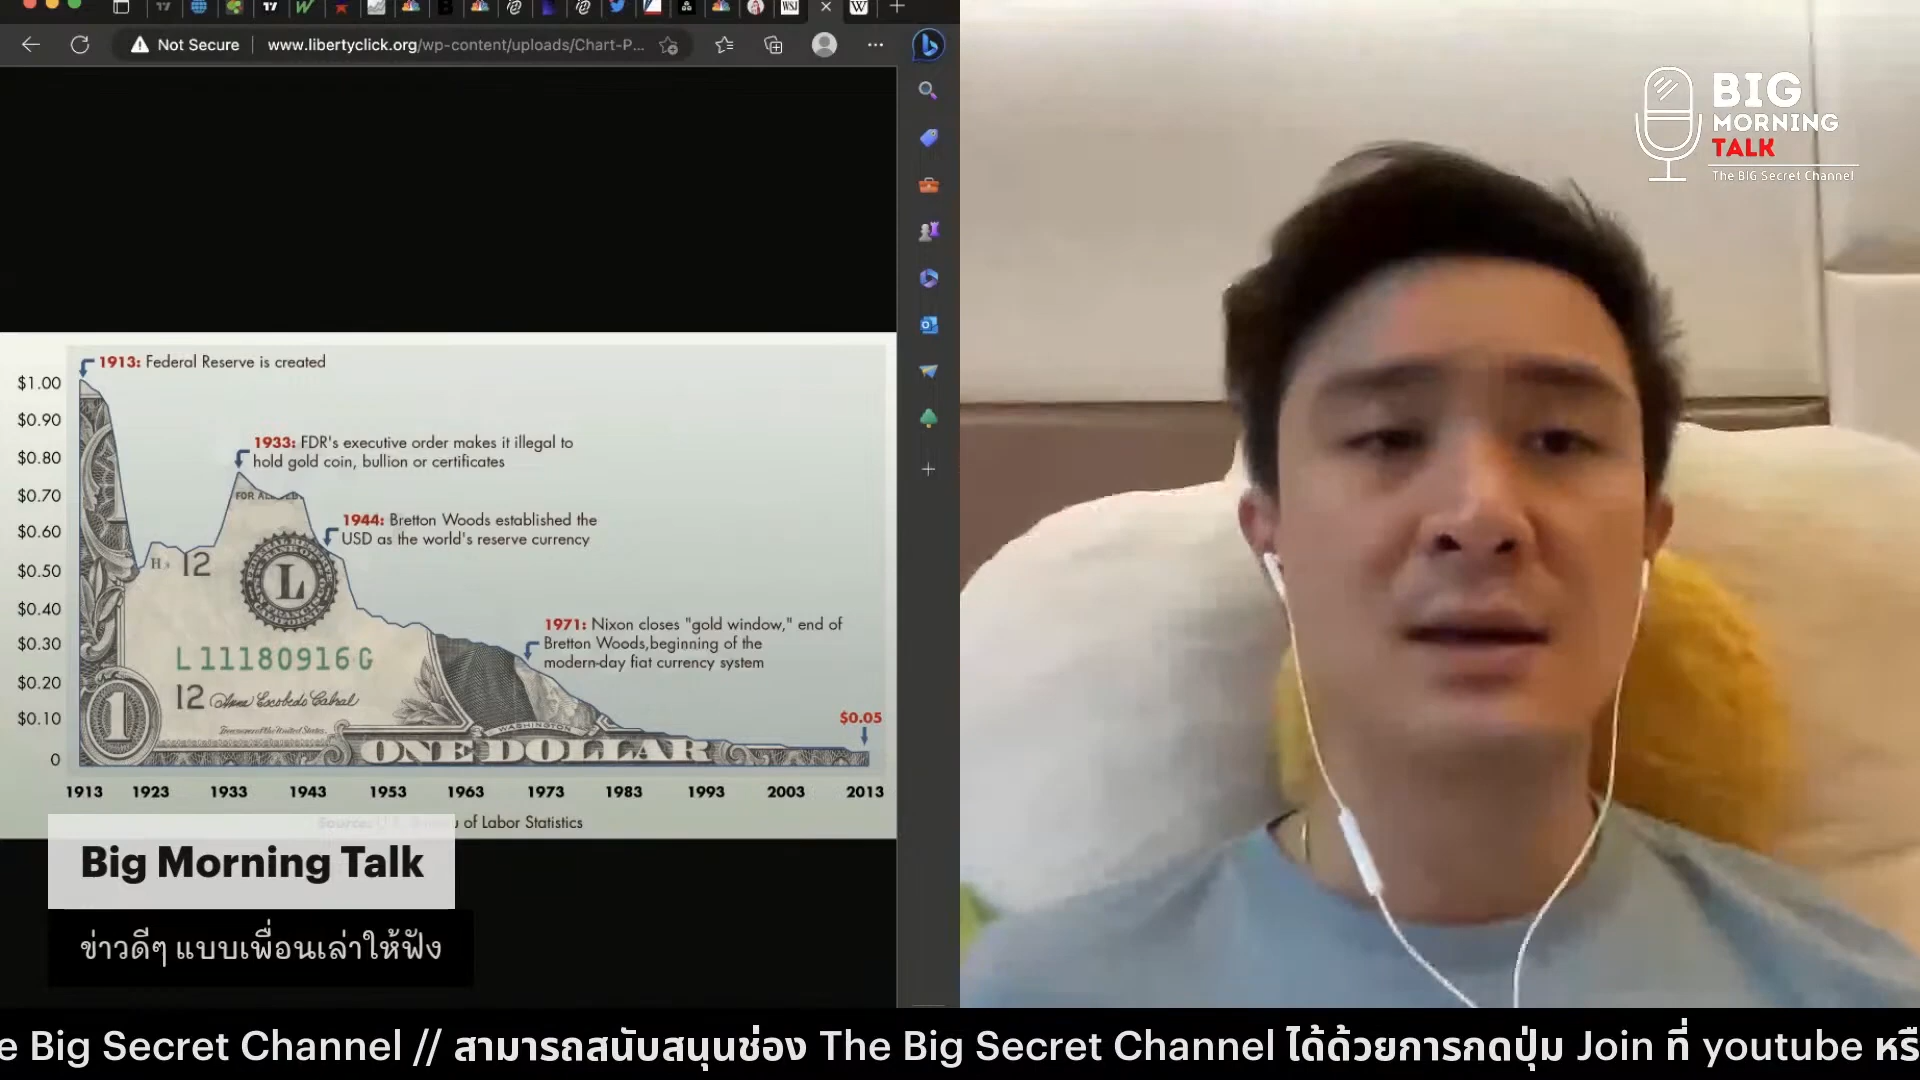 Not Secure
www.libertyclick.org/wp-content/uploads/Chart-P...
BIG
MORNING
TALK
The BIG Secret Channel
1913: Federal Reserve is created
$1.00
$0.90
$0.80
$0.70
$0.60
$0.50
$0.40
$0.30
$0.20
$0.10
0
1933: FDR's executive order makes it illegal to
hold gold coin, bullion or certificates
1944: Bretton Woods established the
USD as the world's reserve currency
12
L
1971: Nixon closes "gold window," end of
Bretton Woods,beginning of the
modern-day fiat currency system
L11180916G
12
1
WASHINGTON
ONE DOLLAR
$0.05
1913 1923 1933 1943 1953 1963 1973 1983 1993 2003 2013
of Labor Statistics
Big Morning Talk
ข่าวดีๆ แบบเพื่อนเล่าให้ฟัง
e Big Secret Channel // สามารถสนับสนุนช่อง The Big Secret Channel ได้ด้วยการกดปุ่ม Join ที่ youtube หรื